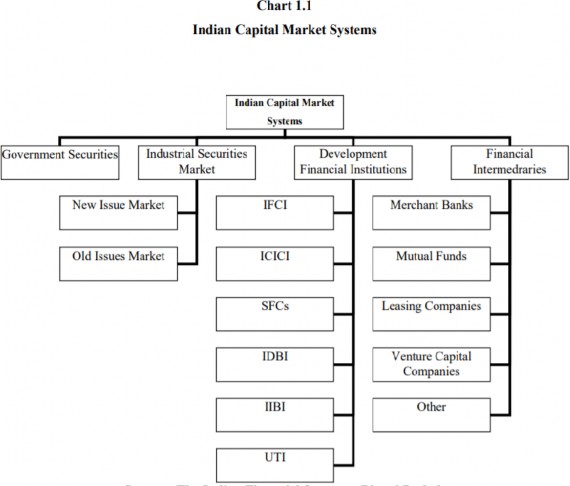 Chart 1.1
Indian Capital Market Systems
Indian Capital Market
Systems
Government Securities
Industrial Securities
Market
Development
Financial Institutions
Financial
Intermedraries
New Issue Market
Old Issues Market
IFCI
ICICI
SFCs
IDBI
IIBI
UTI
Merchant Banks
Mutual Funds
Leasing Companies
Venture Capital
Companies
Other